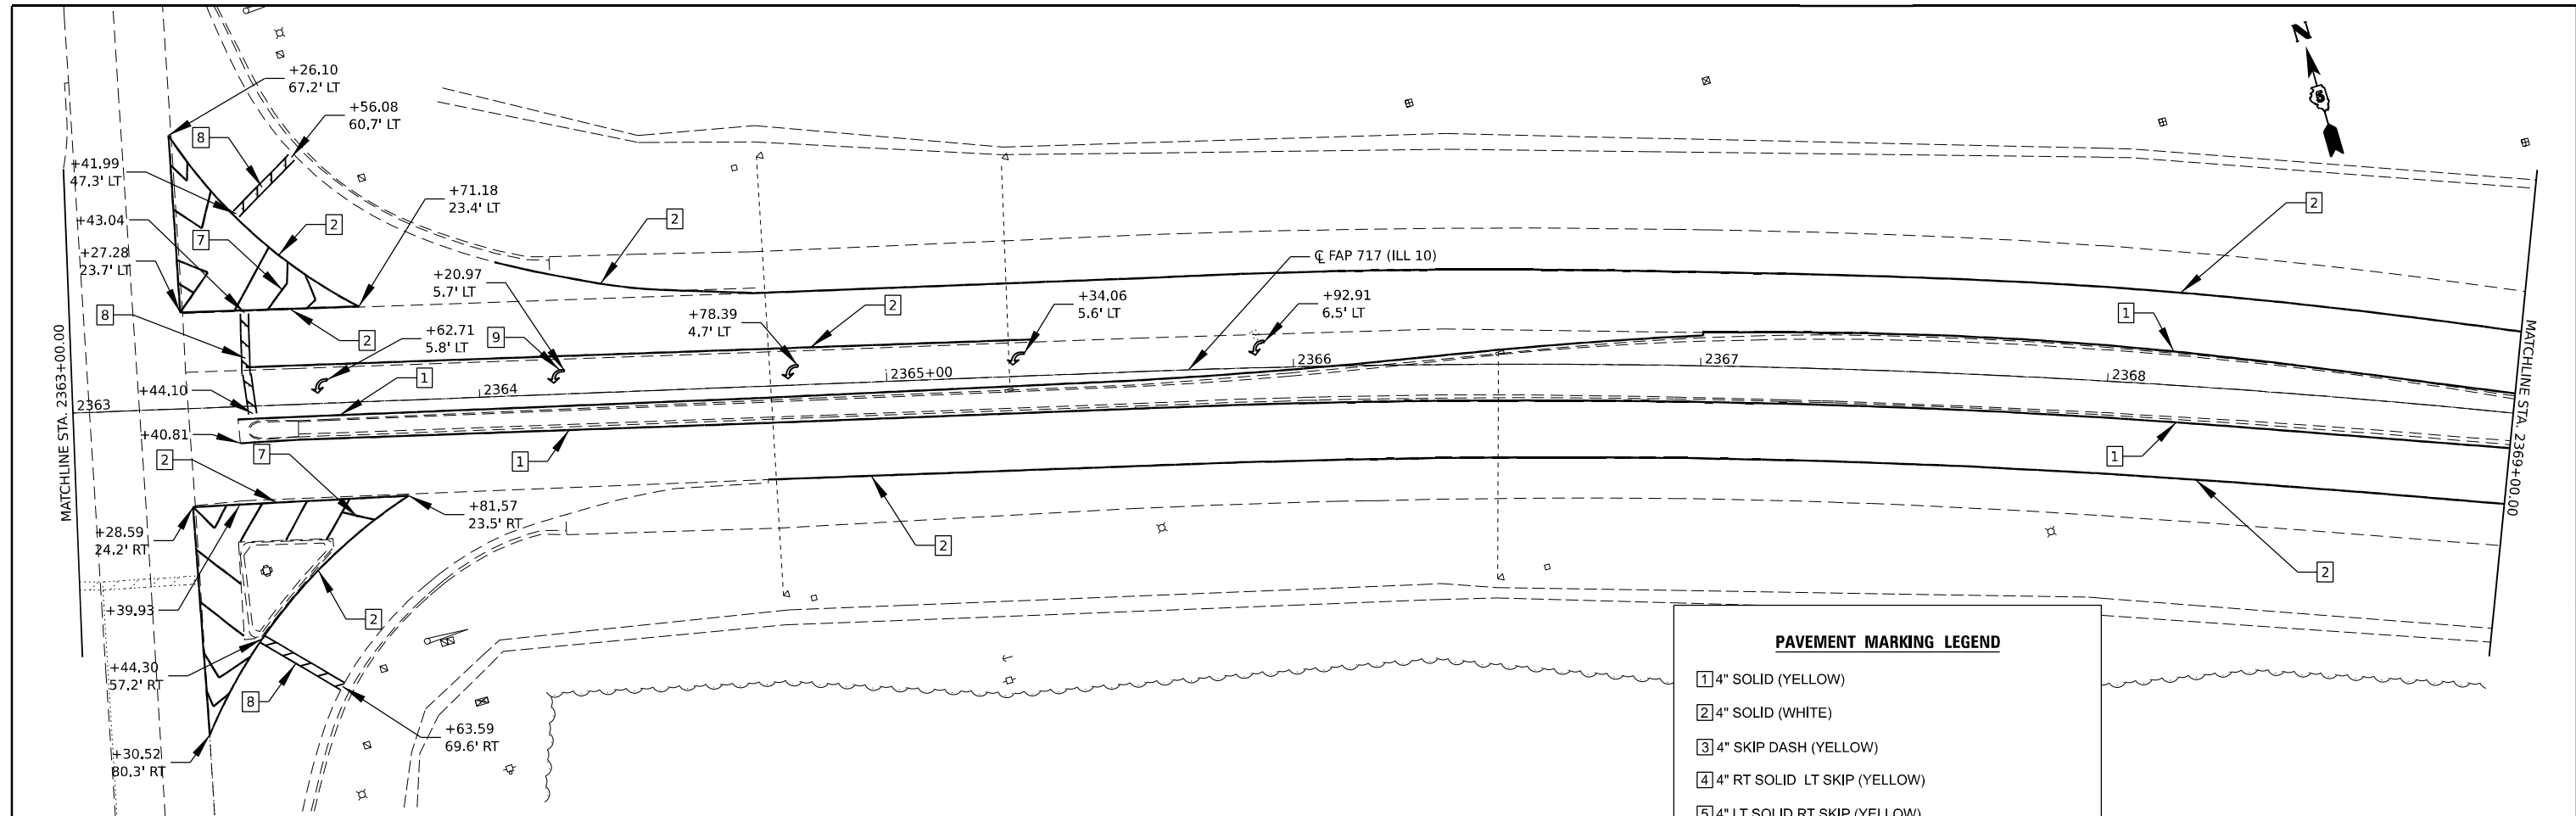 N
5
+26.10
67.2' LT
+56.08
60.7' LT
8
+41.99
47.3' LT
+71.18
23.4' LT
2
2
2
+43.04
7
+27.28
23.7' LT
+20.97
5.7' LT
℄ FAP 717 (ILL 10)
+34.06
5.6' LT
+92.91
6.5' LT
2
1
8
2
+62.71
5.8' LT
9
+78.39
4.7' LT
MATCHLINE STA. 2363+00.00
MATCHLINE STA. 2369+00.00
2363
2364
2365+00
2366
2367
2368
+44.10
1
+40.81
7
2
1
1
+28.59
24.2' RT
+81.57
23.5' RT
2
2
+39.93
2
+44.30
57.2' RT
8
+63.59
69.6' RT
+30.52
80.3' RT
PAVEMENT MARKING LEGEND
1 4" SOLID (YELLOW)
2 4" SOLID (WHITE)
3 4" SKIP DASH (YELLOW)
4 4" RT SOLID LT SKIP (YELLOW)
5 4" LT SOLID RT SKIP (YELLOW)